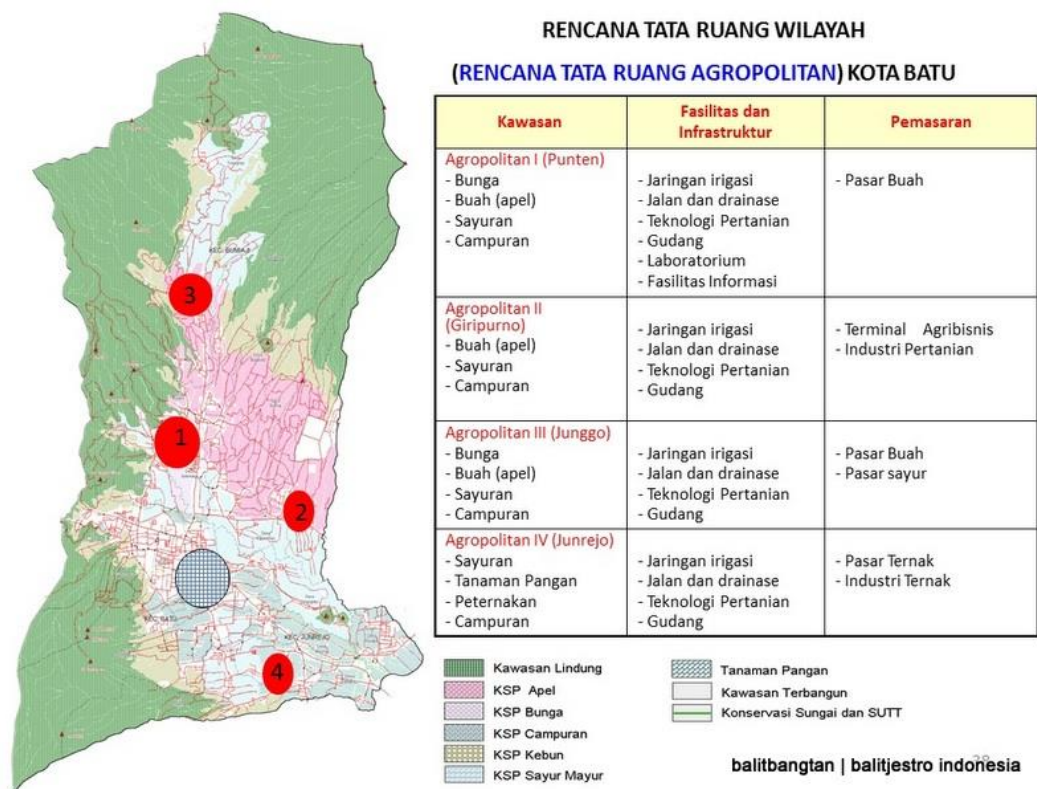 RENCANA TATA RUANG WILAYAH
(RENCANA TATA RUANG AGROPOLITAN) KOTA BATU
Kawasan
Fasilitas dan
Infrastruktur
Pemasaran
Agropolitan I (Punten)
- Bunga
- Buah (apel)
- Sayuran
- Campuran
- Jaringan irigasi
- Jalan dan drainase
- Teknologi Pertanian
- Gudang
- Laboratorium
- Fasilitas Informasi
- Pasar Buah
Agropolitan II
(Giripurno)
- Buah (apel)
- Sayuran
- Campuran
- Jaringan irigasi
- Jalan dan drainase
- Teknologi Pertanian
- Gudang
- Terminal Agribisnis
- Industri Pertanian
Agropolitan III (Junggo)
- Bunga
- Buah (apel)
- Sayuran
- Campuran
- Jaringan irigasi
- Jalan dan drainase
- Teknologi Pertanian
- Gudang
- Pasar Buah
- Pasar sayur
Agropolitan IV (Junrejo)
- Sayuran
- Tanaman Pangan
- Peternakan
- Campuran
- Jaringan irigasi
- Jalan dan drainase
- Teknologi Pertanian
- Gudang
- Pasar Ternak
- Industri Ternak
KEC. BUMIAJI
3
1
2
KEC. BATU
KEC. JUNREJO
4
Kawasan Lindung
KSP Apel
KSP Bunga
KSP Campuran
KSP Kebun
KSP Sayur Mayur
Tanaman Pangan
Kawasan Terbangun
Konservasi Sungai dan SUTT
balitbangtan | balitjestro indonesia